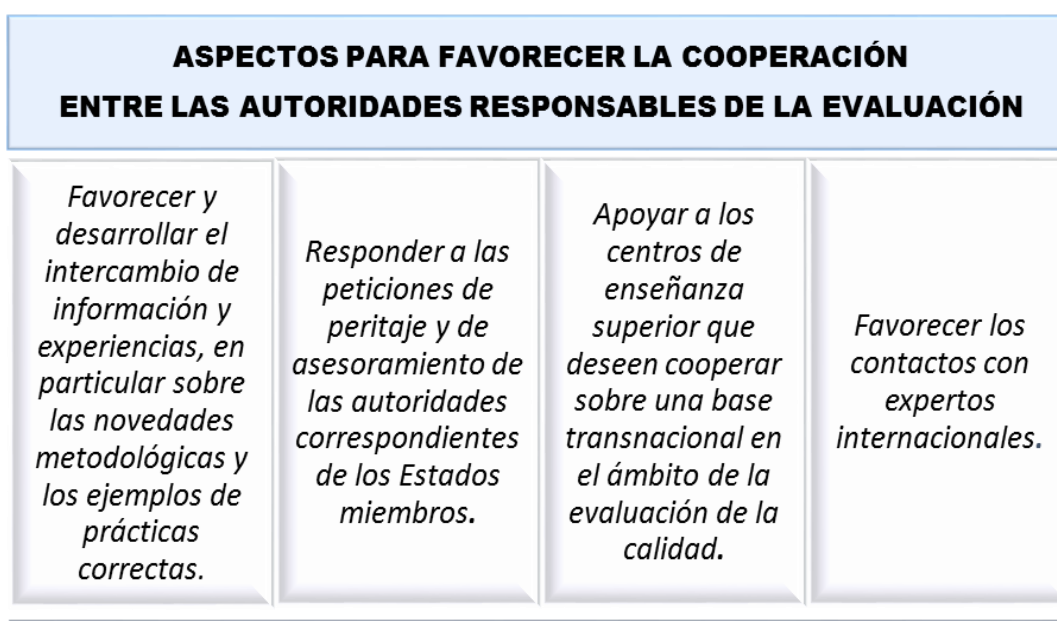 ASPECTOS PARA FAVORECER LA COOPERACIÓN
ENTRE LAS AUTORIDADES RESPONSABLES DE LA EVALUACIÓN
Favorecer y
desarrollar el
intercambio de
información y
experiencias, en
particular sobre
las novedades
metodológicas y
los ejemplos de
prácticas
correctas.
Responder a las
peticiones de
peritaje y de
asesoramiento de
las autoridades
correspondientes
de los Estados
miembros.
Apoyar a los
centros de
enseñanza
superior que
deseen cooperar
sobre una base
transnacional en
el ámbito de la
evaluación de la
calidad.
Favorecer los
contactos con
expertos
internacionales.